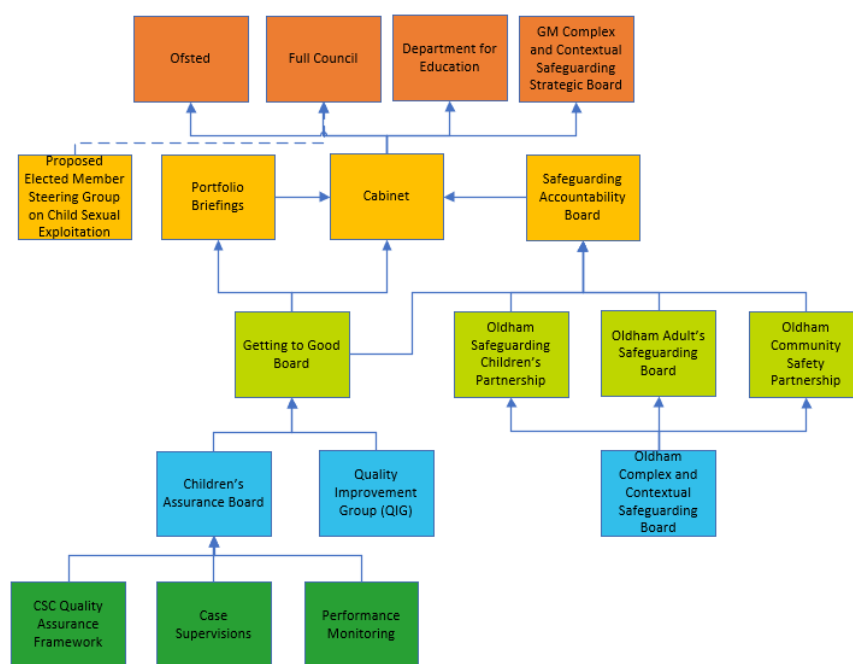 Ofsted
Full Council
Department for
Education
GM Complex
and Contextual
Safeguarding
Strategic Board
Proposed
Elected Member
Steering Group
on Child Sexual
Exploitation
Portfolio
Briefings
Cabinet
Safeguarding
Accountability
Board
Getting to Good
Board
Oldham
Safeguarding
Children's
Partnership
Oldham Adult's
Safeguarding
Board
Oldham
Community
Safety
Partnership
Children's
Assurance Board
Quality
Improvement
Group (QIG)
Oldham
Complex and
Contextual
Safeguarding
Board
CSC Quality
Assurance
Framework
Case
Supervisions
Performance
Monitoring